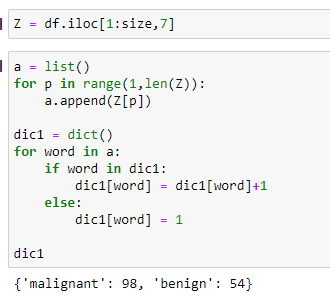 Z = df.iloc[1:size,7]
a = list()
for p in range(1,len(Z)):
    a.append(Z[p])
dic1 = dict()
for word in a:
    if word in dic1:
        dic1[word] = dic1[word]+1
    else:
        dic1[word] = 1
dic1
{'malignant': 98, 'benign': 54}